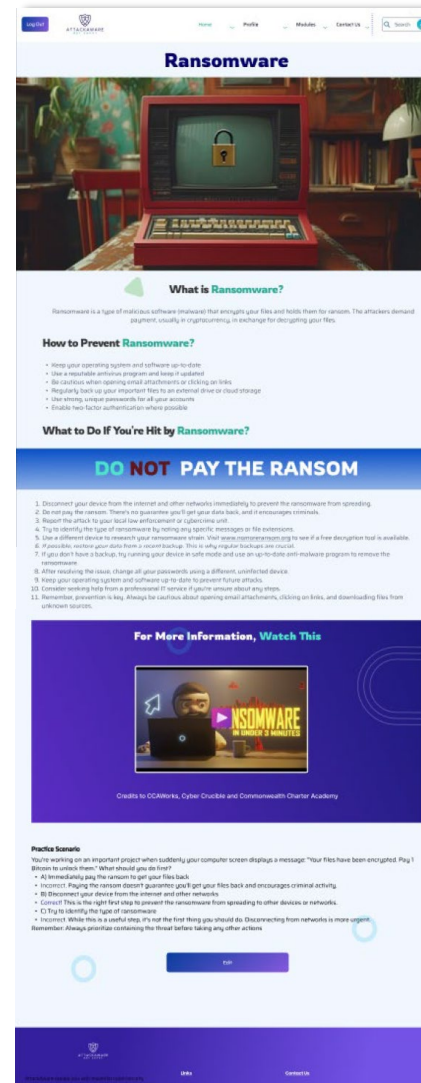 Log Out
ATTACKAWARE
Home
Profile
Modules
Contact Us
Search
Ransomware
What is Ransomware?
Ransomware is a type of malicious software (malware) that encrypts your files and holds them for ransom. The attackers demand
payment, usually in cryptocurrency, in exchange for decrypting your files
How to Prevent Ransomware?
• Keep your operating system and software up-to-date
• Use a reputable antivirus program and keep it updated
• Be cautious when opening email attachments or clicking on links
• Regularly back up your important files to an external drive or cloud storage
• Use strong, unique passwords for all your accounts
• Enable two-factor authentication where possible
What to Do If You're Hit by Ransomware?
DO NOT PAY THE RANSOM
1. Disconnect your device from the internet and other networks immediately to prevent the ransomware from spreading.
2. Do not pay the ransom. There's no guarantee you'll get your data back, and it encourages criminals.
3. Report the attack to your local law enforcement or cybercrime unit
4. Try to identify the type of ransomware by noting any specific messages or file extensions.
5. Use a different device to research your ransomware strain. Visit www.nomoreransom.org to see if a free decryption tool is available.
6. If possible, restore your data from a recent backup. This is why regular backups are crucial.
7. If you don't have a backup, try running your device in safe mode and use an up-to-date anti-malware program to remove the
ransomware.
8. After resolving the issue, change all your passwords using a different, uninfected device.
9. Keep your operating system and software up-to-date to prevent future attacks.
10. Consider seeking help from a professional IT service if you're unsure about any steps.
11. Remember, prevention is key. Always be cautious about opening email attachments, clicking on links, and downloading files from
unknown sources.
For More Information, Watch This
NSOMWARE
IN UNDER 3 MINUTES
Credits to CCAWorks, Cyber Crucible and Commonwealth Charter Academy
Practice Scenario
You're working on an important project when suddenly your computer screen displays a message: "Your files have been encrypted. Pay 1
Bitcoin to unlock them." What should you do first?
• A) Immediately pay the ransom to get your files back
• Incorrect. Paying the ransom doesn't guarantee you'll get your files back and encourages criminal activity.
• B) Disconnect your device from the internet and other networks
• Correct! This is the right first step to prevent the ransomware from spreading to other devices or networks.
• C) Try to identify the type of ransomware
• Incorrect. While this is a useful step, it's not the first thing you should do. Disconnecting from networks is more urgent.
Remember: Always prioritize containing the threat before taking any other actions
Exit
ATTACKAWARE
Links
Contact Us